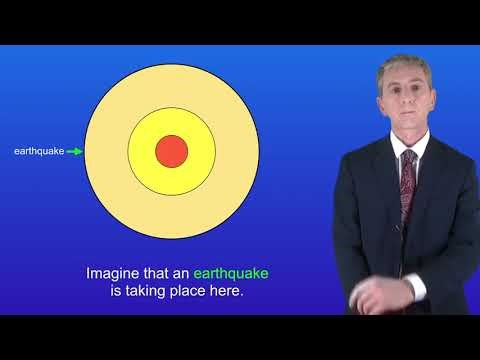 earthquake
Imagine that an earthquake
is taking place here.